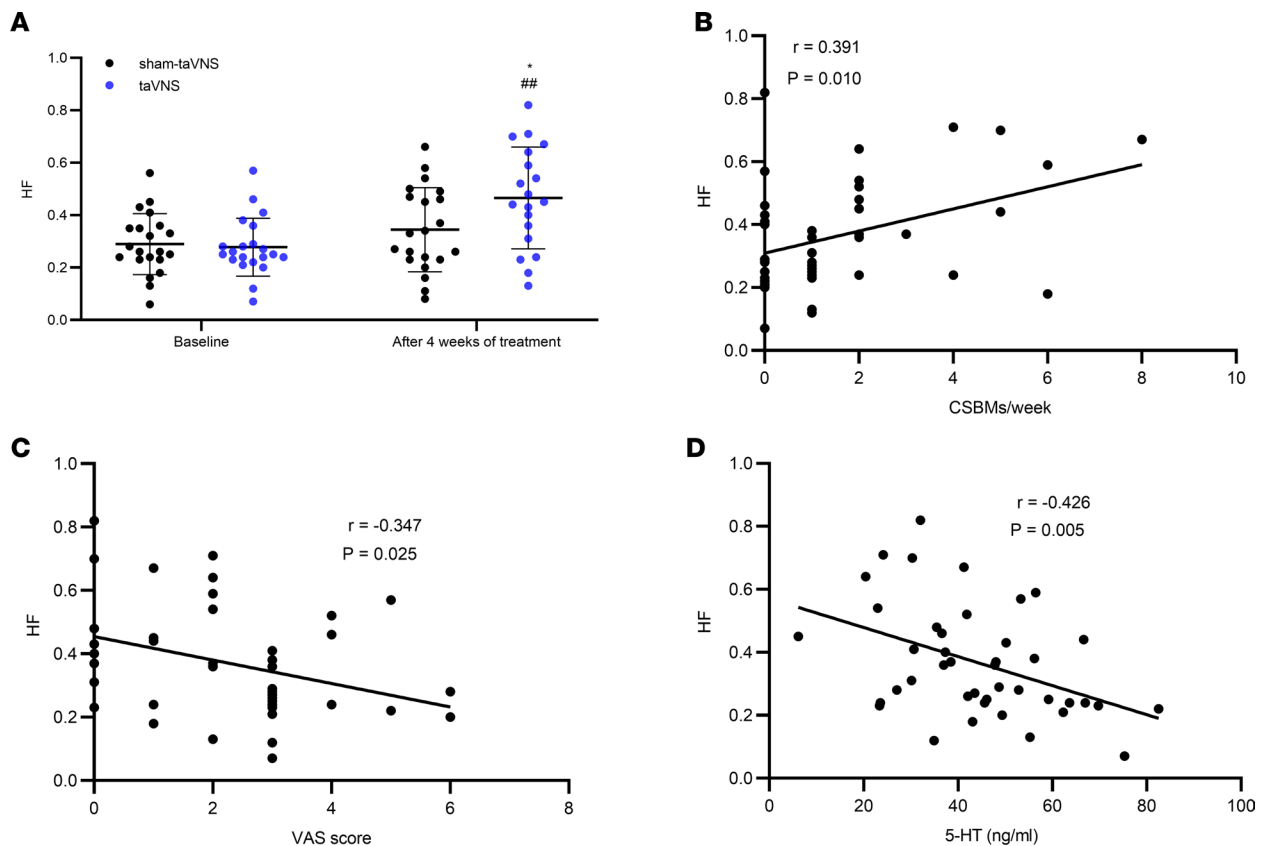 A
1.0
0.8
0.6
0.4
0.2
0.0
HF
sham-taVNS
taVNS
*
##
Baseline
After 4 weeks of treatment
B
1.0
0.8
0.6
0.4
0.2
0.0
HF
r = 0.391
P = 0.010
0 2 4 6 8 10
CSBMs/week
C
1.0
0.8
0.6
0.4
0.2
0.0
HF
r = -0.347
P = 0.025
0 2 4 6 8
VAS score
D
1.0
0.8
0.6
0.4
0.2
0.0
HF
r = -0.426
P = 0.005
0 20 40 60 80 100
5-HT (ng/ml)